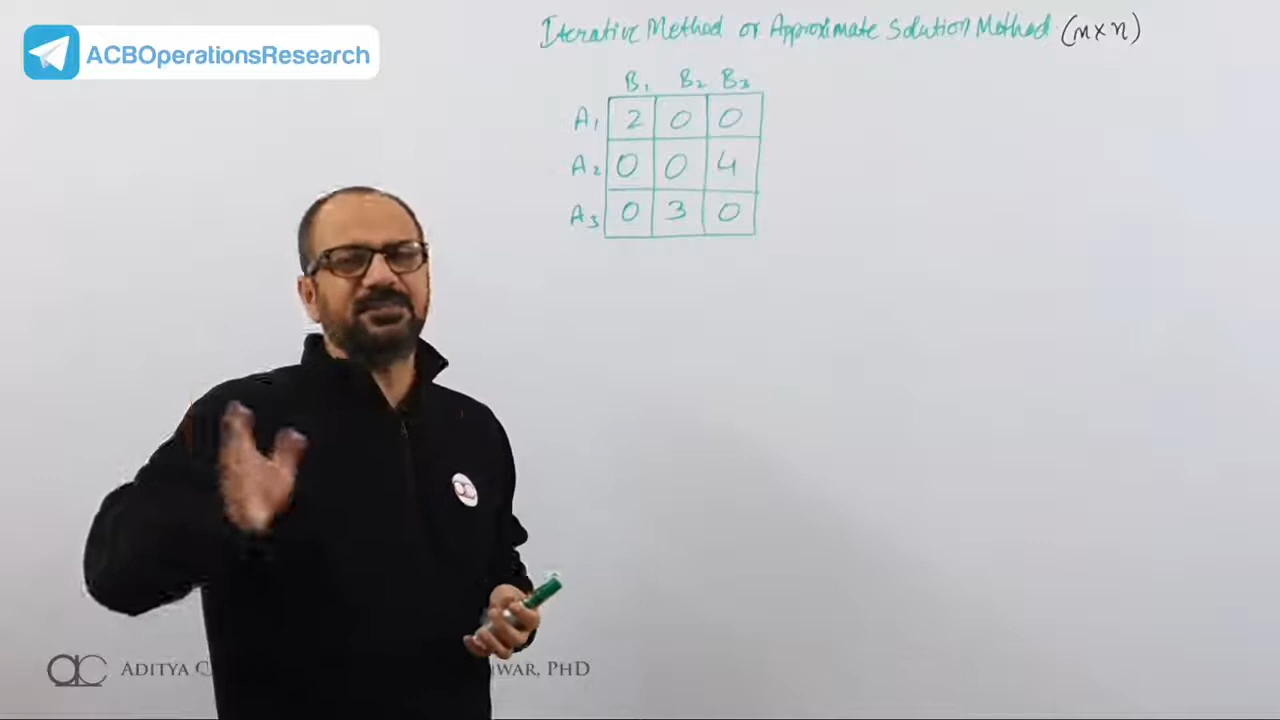 ACBOperationsResearch
Iterative Method or Approximate Solution Method (n×n)
B1 B2 B3
A1 2 0 0
A2 0 0 4
A3 0 3 0
ADITYA C
WAR, PHD